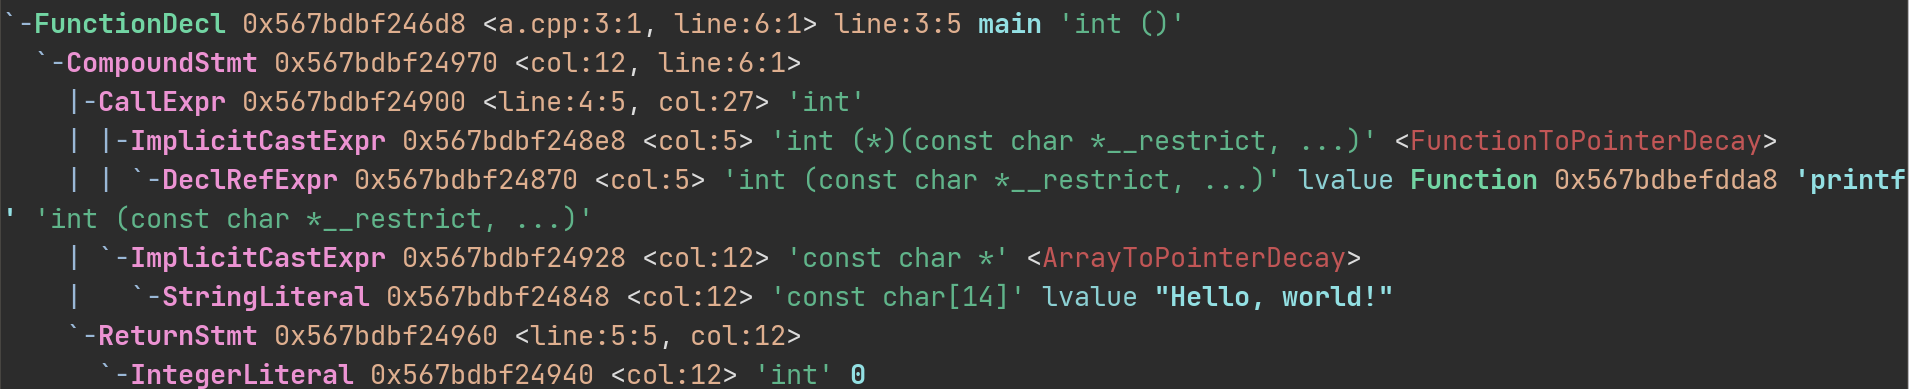 `-FunctionDecl 0x567bdbf246d8 <a.cpp:3:1, line:6:1> line:3:5 main 'int ()'
  `-CompoundStmt 0x567bdbf24970 <col:12, line:6:1>
    |-CallExpr 0x567bdbf24900 <line:4:5, col:27> 'int'
    | |-ImplicitCastExpr 0x567bdbf248e8 <col:5> 'int (*)(const char *__restrict, ...)' <FunctionToPointerDecay>
    | | `-DeclRefExpr 0x567bdbf24870 <col:5> 'int (const char *__restrict, ...)' lvalue Function 0x567bdbefdda8 'printf
' 'int (const char *__restrict, ...)'
    | `-ImplicitCastExpr 0x567bdbf24928 <col:12> 'const char *' <ArrayToPointerDecay>
    |   `-StringLiteral 0x567bdbf24848 <col:12> 'const char[14]' lvalue "Hello, world!"
    `-ReturnStmt 0x567bdbf24960 <line:5:5, col:12>
      `-IntegerLiteral 0x567bdbf24940 <col:12> 'int' 0